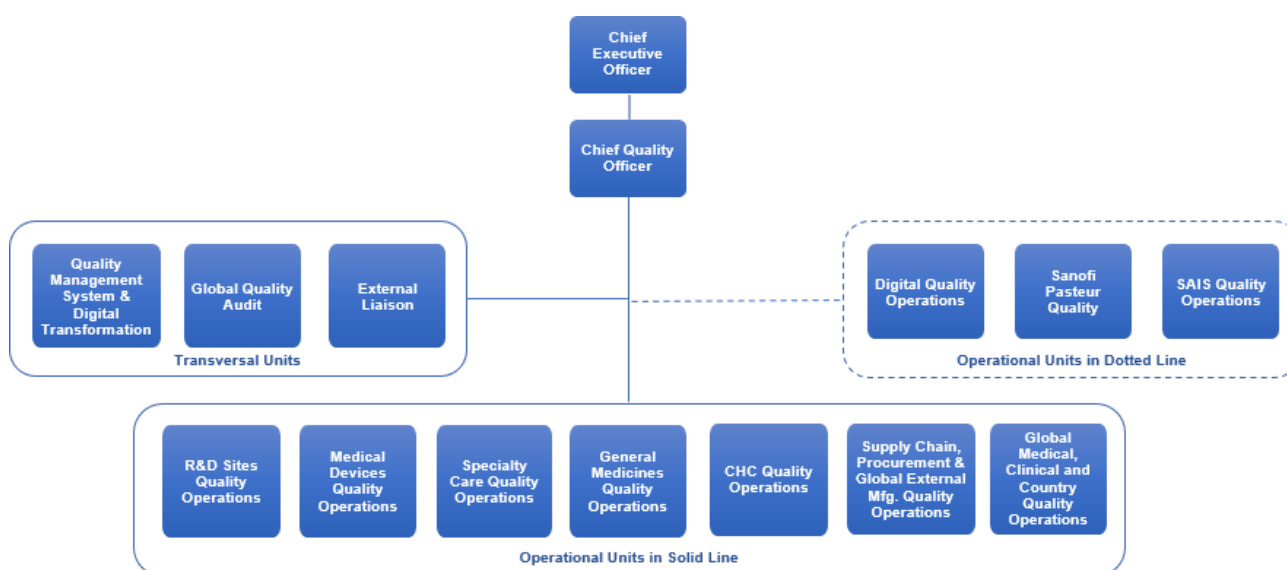 Chief
Executive
Officer
Chief Quality
Officer
Quality
Management
System &
Digital
Transformation
Global Quality
Audit
External
Liaison
Transversal Units
Digital Quality
Operations
Sanofi
Pasteur
Quality
SAIS Quality
Operations
Operational Units in Dotted Line
R&D Sites
Quality
Operations
Medical
Devices
Quality
Operations
Specialty
Care Quality
Operations
General
Medicines
Quality
Operations
CHC Quality
Operations
Supply Chain,
Procurement &
Global External
Mfg. Quality
Operations
Global
Medical,
Clinical and
Country
Quality
Operations
Operational Units in Solid Line